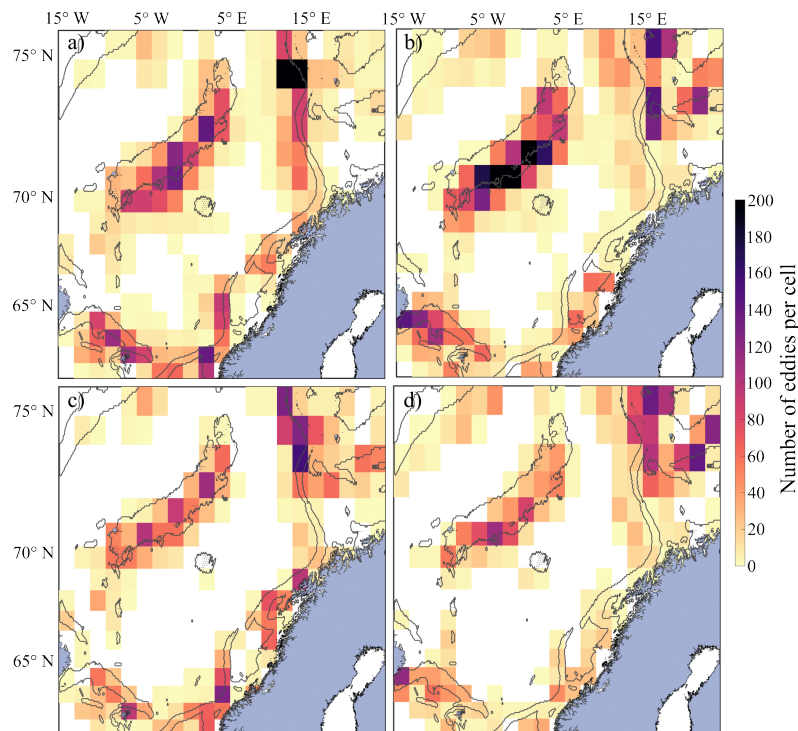 15° W 5° W 5° E 15° E 15° W 5° W 5° E 15° E
a) b)
75° N
70° N
65° N
200
180
160
140
120
100
80
60
40
20
0
Number of eddies per cell
c) d)
75° N
70° N
65° N